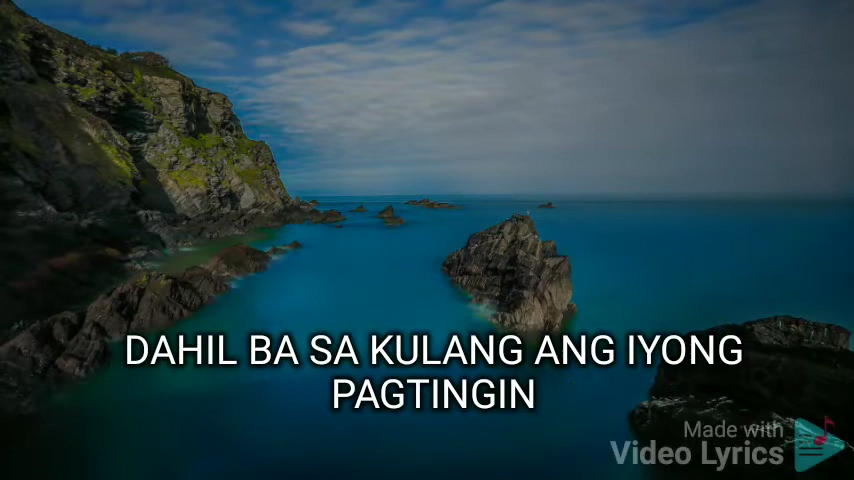 DAHIL BA SA KULANG ANG IYONG
PAGTINGIN
Made with
Video Lyrics